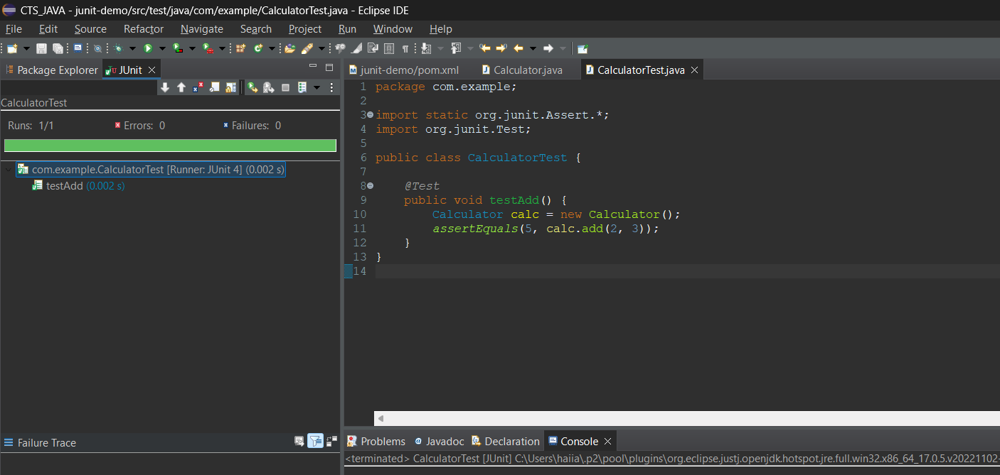 CTS_JAVA - junit-demo/src/test/java/com/example/CalculatorTest.java - Eclipse IDE
File Edit Source Refactor Navigate Search Project Run Window Help
Package Explorer JUnit
CalculatorTest
Runs: 1/1 Errors: 0 Failures: 0
com.example.CalculatorTest [Runner: JUnit 4] (0.002 s)
testAdd (0.002 s)
Failure Trace
junit-demo/pom.xml Calculator.java CalculatorTest.java
1 package com.example;
2
3 import static org.junit.Assert.*;
4 import org.junit.Test;
5
6 public class CalculatorTest {
7
8 @Test
9 public void testAdd() {
10 Calculator calc = new Calculator();
11 assertEquals(5, calc.add(2, 3));
12 }
13 }
14
Problems Javadoc Declaration Console
<terminated> CalculatorTest [JUnit] C:\Users\haiia\.p2\pool\plugins\org.eclipse.justj.openjdk.hotspot.jre.full.win32.x86_64_17.0.5.v20221102-